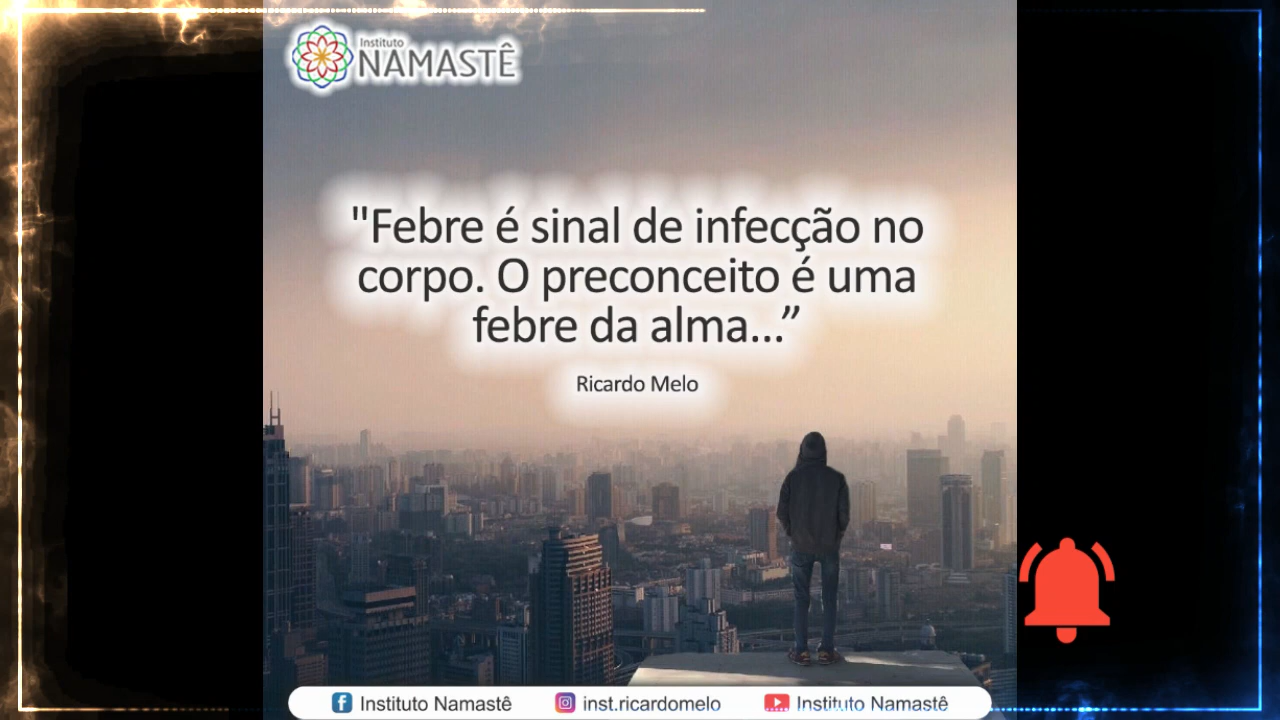 Instituto
NAMASTÊ
"Febre é sinal de infecção no
corpo. O preconceito é uma
febre da alma...”
Ricardo Melo
Instituto Namastê
inst.ricardomelo
Instituto Namastê